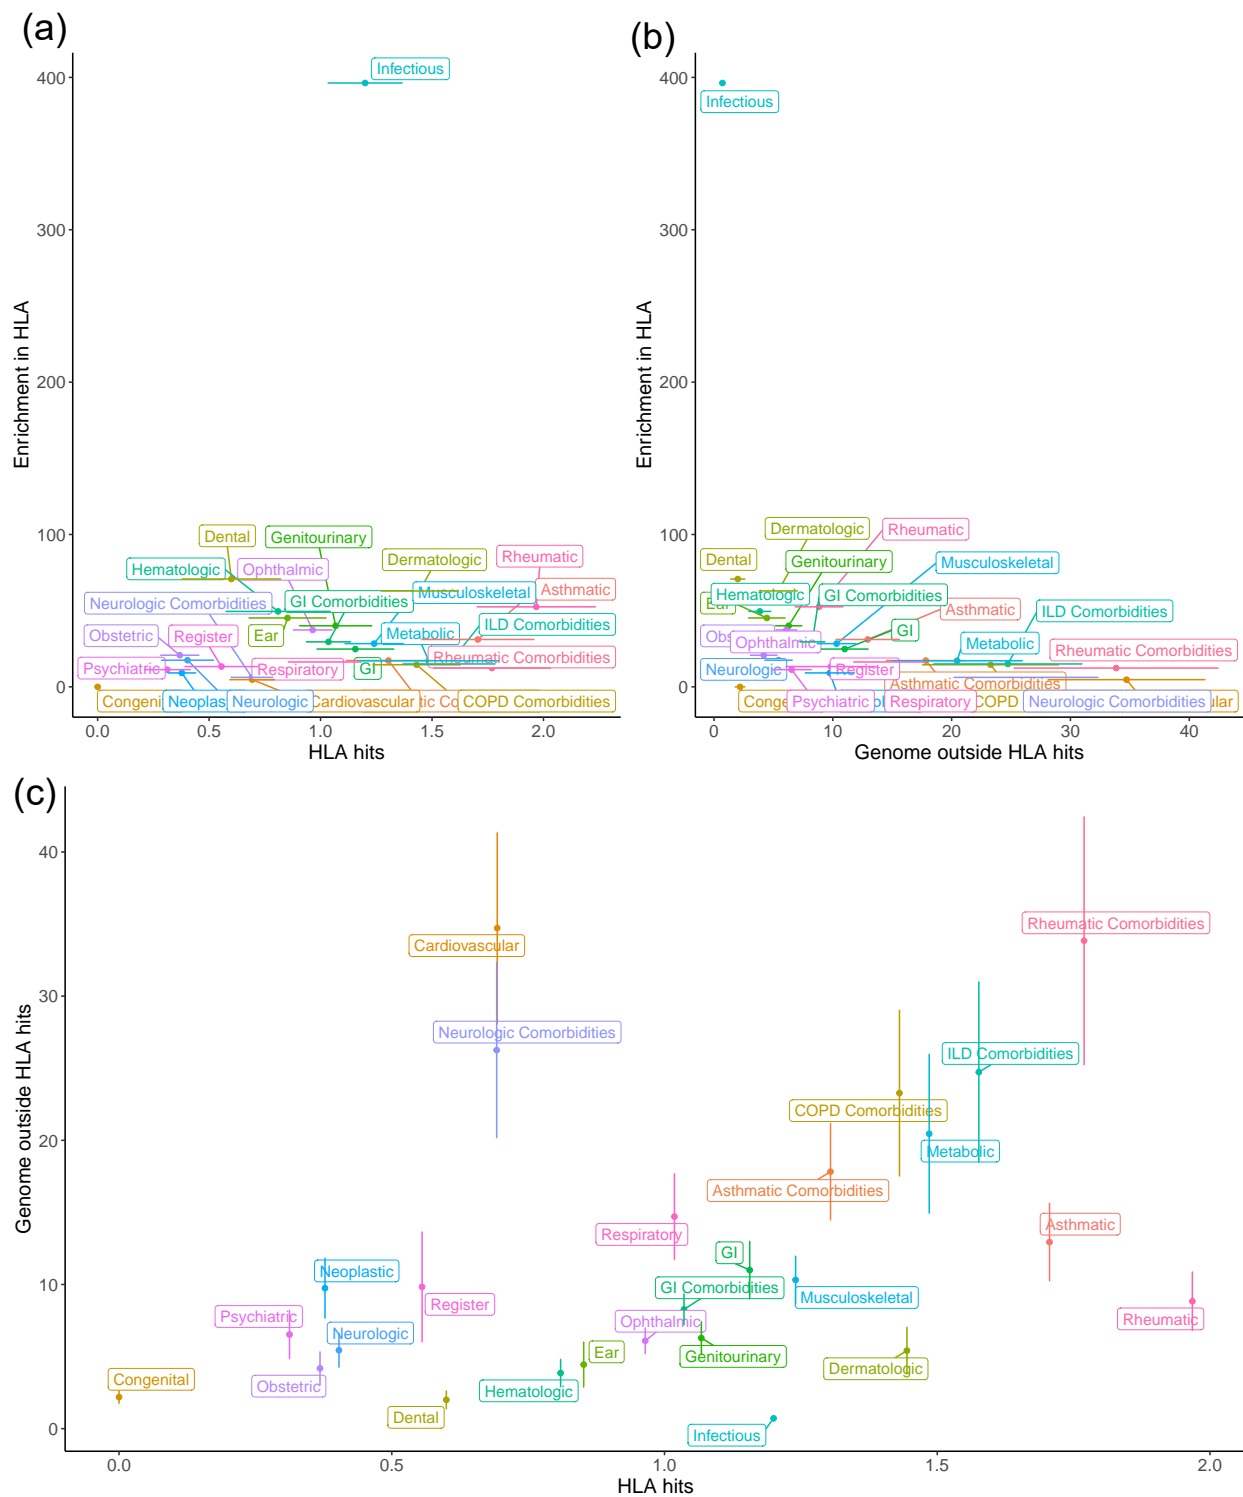 (a)
(b)
Infectious
400
300
200
100
0
Enrichment in HLA
Dental
Genitourinary
Hematologic
Ophthalmic
Dermatologic
Rheumatic
Neurologic Comorbidities
GI Comorbidities
Musculoskeletal
Asthmatic
Obstetric
Register
Ear
Metabolic
ILD Comorbidities
Psychiatric
Respiratory
GI
Rheumatic Comorbidities
Congeni
Neoplas
Neurologic
Cardiovascular
tic Co
COPD Comorbidities
0.0
0.5
1.0
1.5
2.0
HLA hits
Infectious
400
300
200
100
0
Enrichment in HLA
Dermatologic
Rheumatic
Dental
Genitourinary
Musculoskeletal
Hematologic
GI Comorbidities
Asthmatic
ILD Comorbidities
Ophthalmic
GI
Metabolic
Rheumatic Comorbidities
Neurologic
Register
Asthmatic Comorbidities
Psychiatric
Respiratory
COPD
Neurologic Comorbidities
ular
0
10
20
30
40
Genome outside HLA hits
(c)
40
30
20
10
0
Genome outside HLA hits
Cardiovascular
Rheumatic Comorbidities
Neurologic Comorbidities
ILD Comorbidities
COPD Comorbidities
Metabolic
Asthmatic Comorbidities
Respiratory
Asthmatic
GI
Neoplastic
GI Comorbidities
Register
Musculoskeletal
Psychiatric
Ophthalmic
Rheumatic
Neurologic
Ear
Genitourinary
Dermatologic
Congenital
Obstetric
Hematologic
Dental
Infectious
0.0
0.5
1.0
1.5
2.0
HLA hits